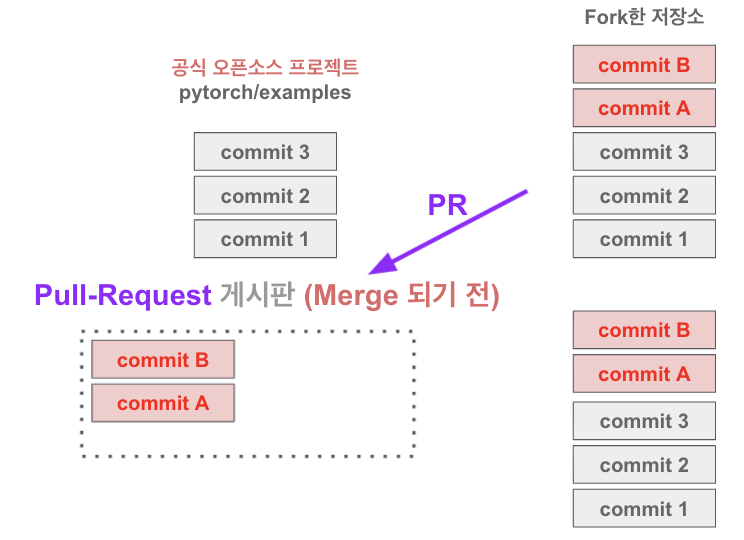 Fork한 저장소
commit B
commit A
commit 3
commit 2
commit 1
공식 오픈소스 프로젝트
pytorch/examples
commit 3
commit 2
commit 1
PR
Pull-Request 게시판 (Merge 되기 전)
commit B
commit A
commit B
commit A
commit 3
commit 2
commit 1